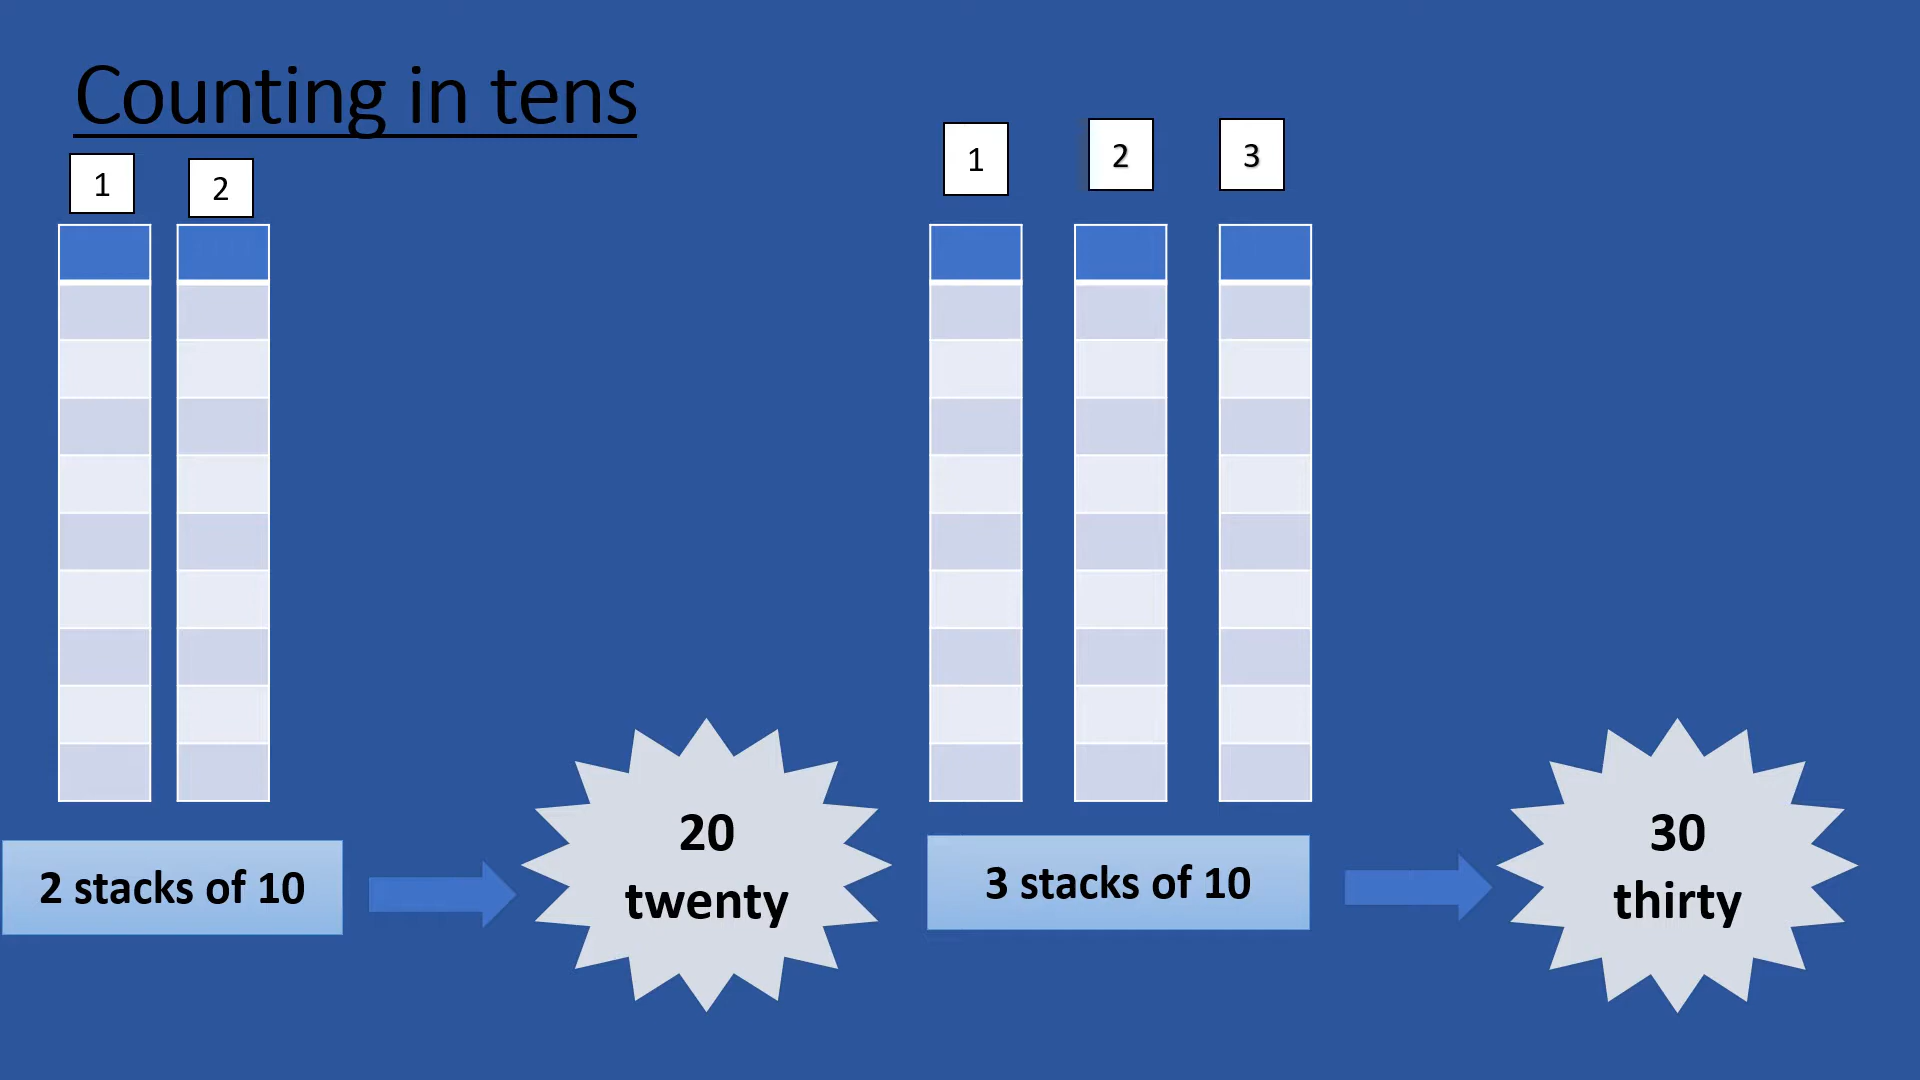 Counting in tens
1
2
2 stacks of 10
20
twenty
1
2
3
3 stacks of 10
30
thirty